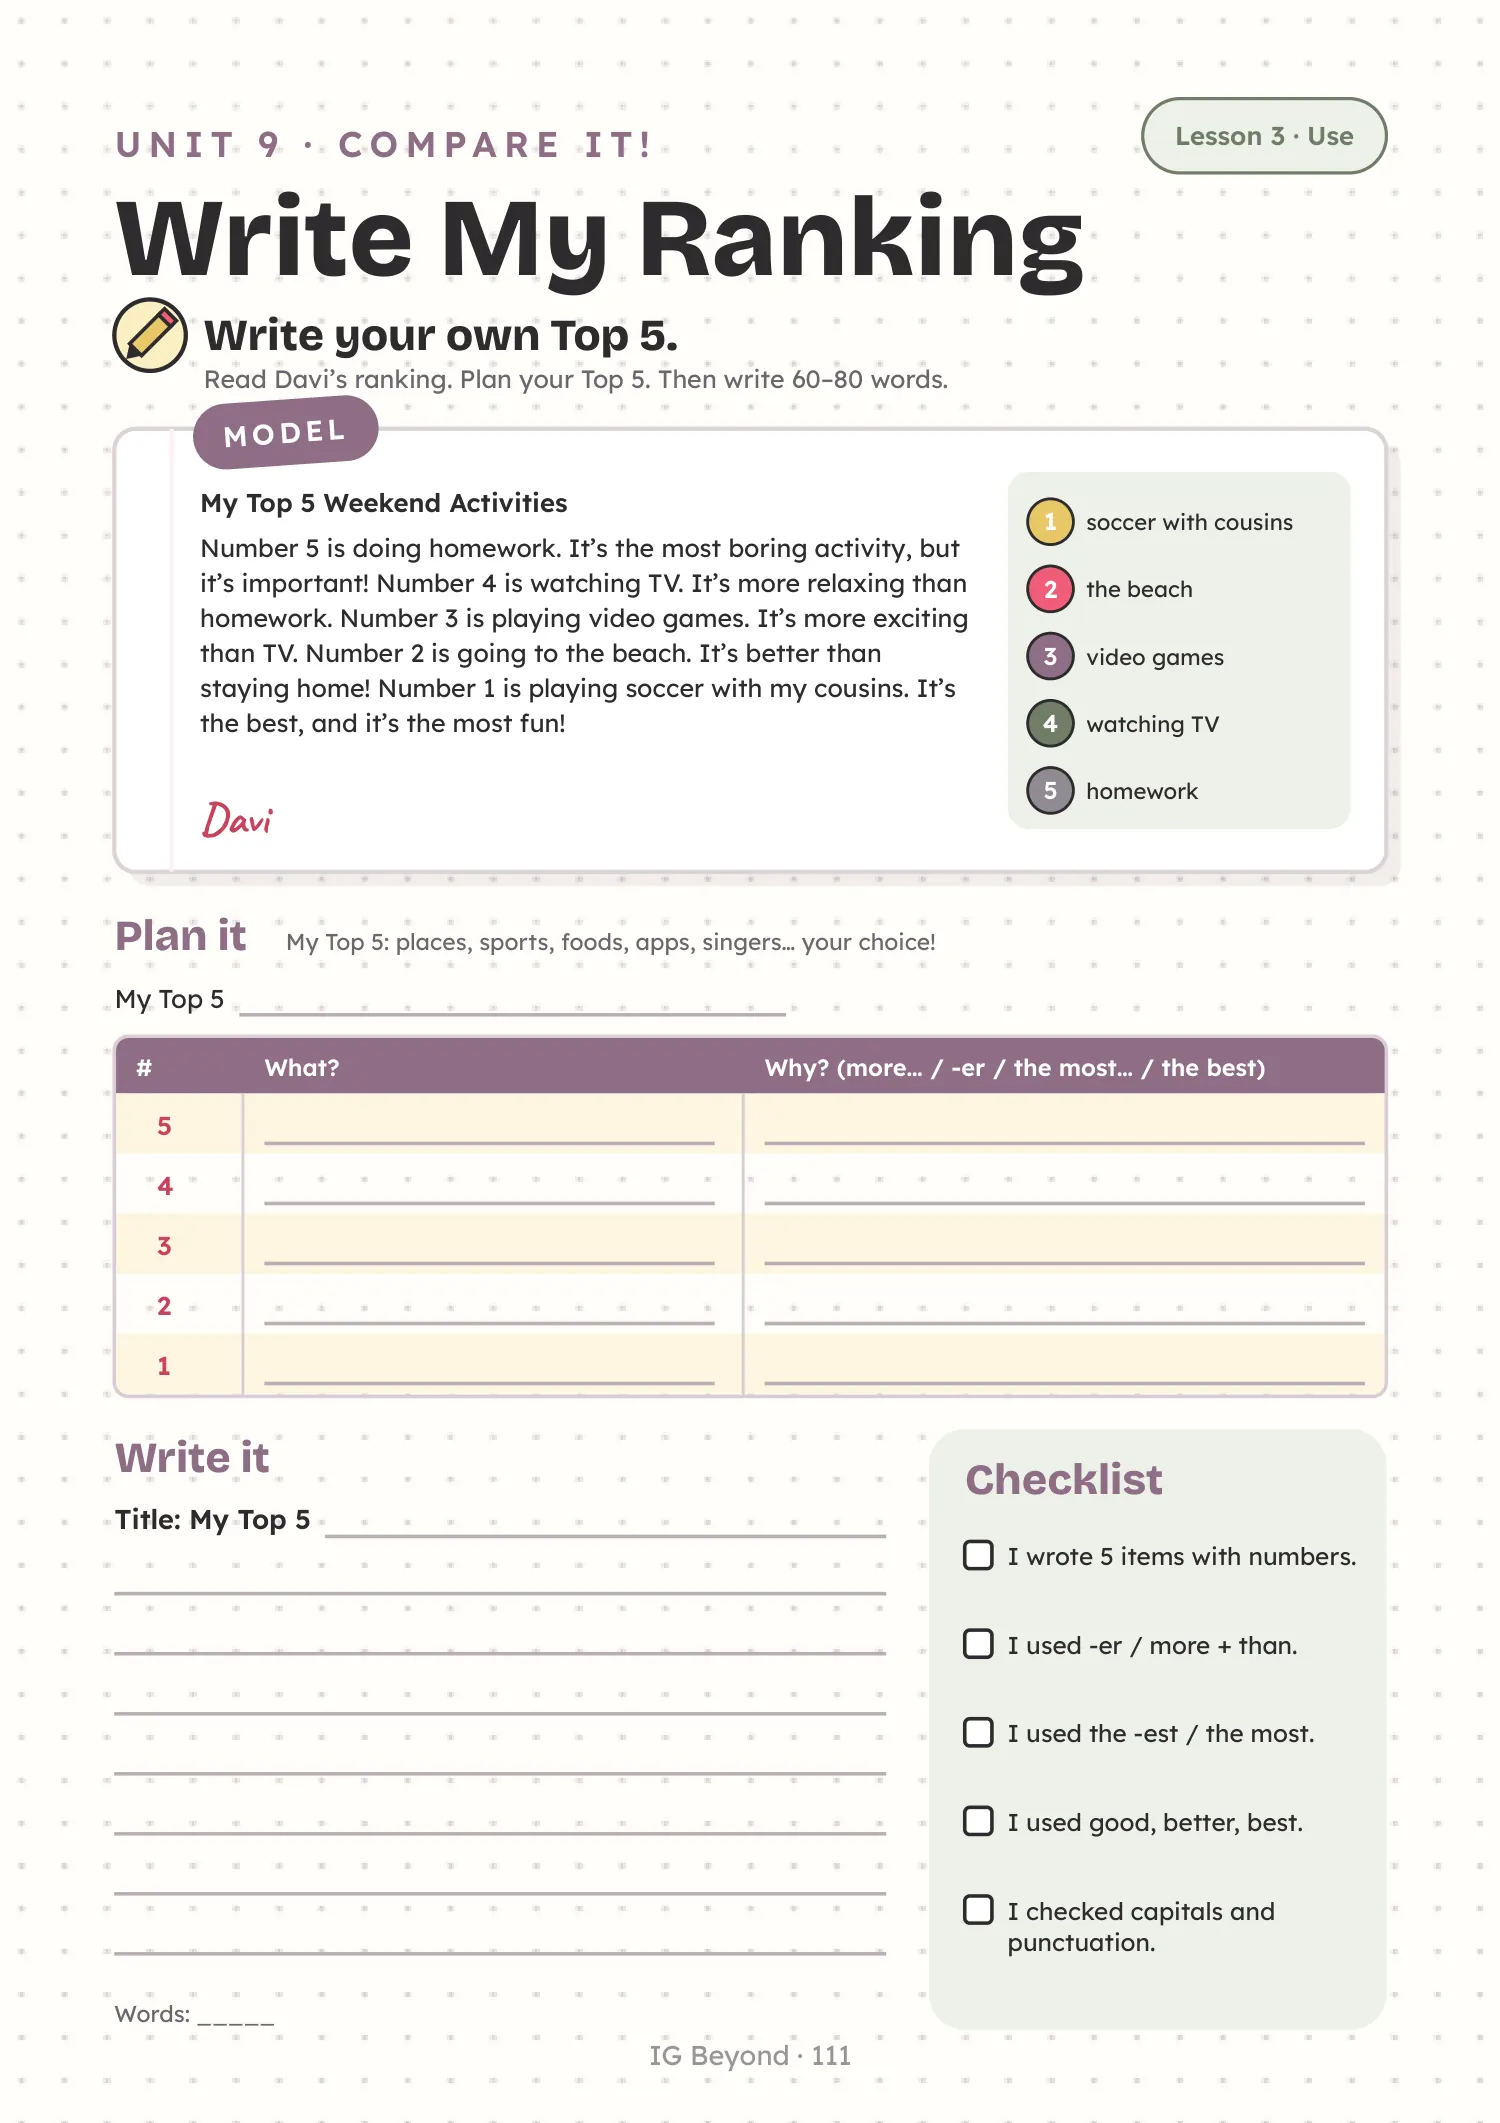 UNIT 9 · COMPARE IT!
Lesson 3 · Use
Write My Ranking
Write your own Top 5.
Read Davi’s ranking. Plan your Top 5. Then write 60–80 words.
MODEL
My Top 5 Weekend Activities
Number 5 is doing homework. It’s the most boring activity, but
it’s important! Number 4 is watching TV. It’s more relaxing than
homework. Number 3 is playing video games. It’s more exciting
than TV. Number 2 is going to the beach. It’s better than
staying home! Number 1 is playing soccer with my cousins. It’s
the best, and it’s the most fun!
Davi
1 soccer with cousins
2 the beach
3 video games
4 watching TV
5 homework
Plan it My Top 5: places, sports, foods, apps, singers… your choice!
My Top 5
# What? Why? (more… / -er / the most… / the best)
5
4
3
2
1
Write it
Title: My Top 5
Words: _____
Checklist
I wrote 5 items with numbers.
I used -er / more + than.
I used the -est / the most.
I used good, better, best.
I checked capitals and
punctuation.
IG Beyond · 111